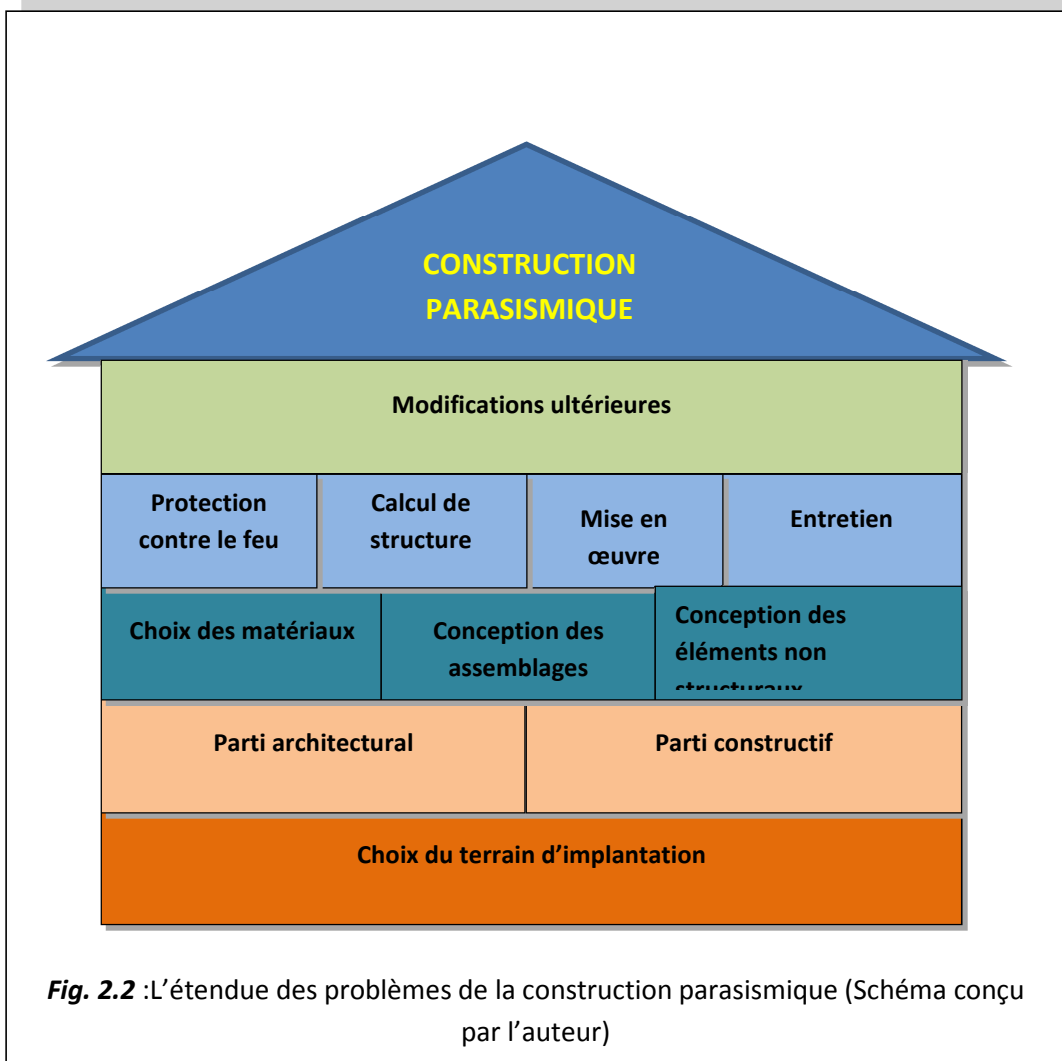 CONSTRUCTION
PARASISMIQUE
Modifications ultérieures
Protection
contre le feu
Calcul de
structure
Mise en
œuvre
Entretien
Choix des matériaux
Conception des
assemblages
Conception des
éléments non
structuraux
Parti architectural
Parti constructif
Choix du terrain d’implantation
Fig. 2.2 :L’étendue des problèmes de la construction parasismique (Schéma conçu
par l’auteur)